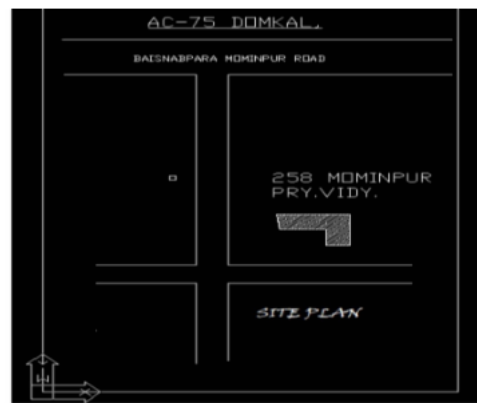 AC-75 DOMKAL,
BAISNABPARA MOMINPUR ROAD
258 MOMINPUR
PRY.VIDY.
SITE PLAN
W
X